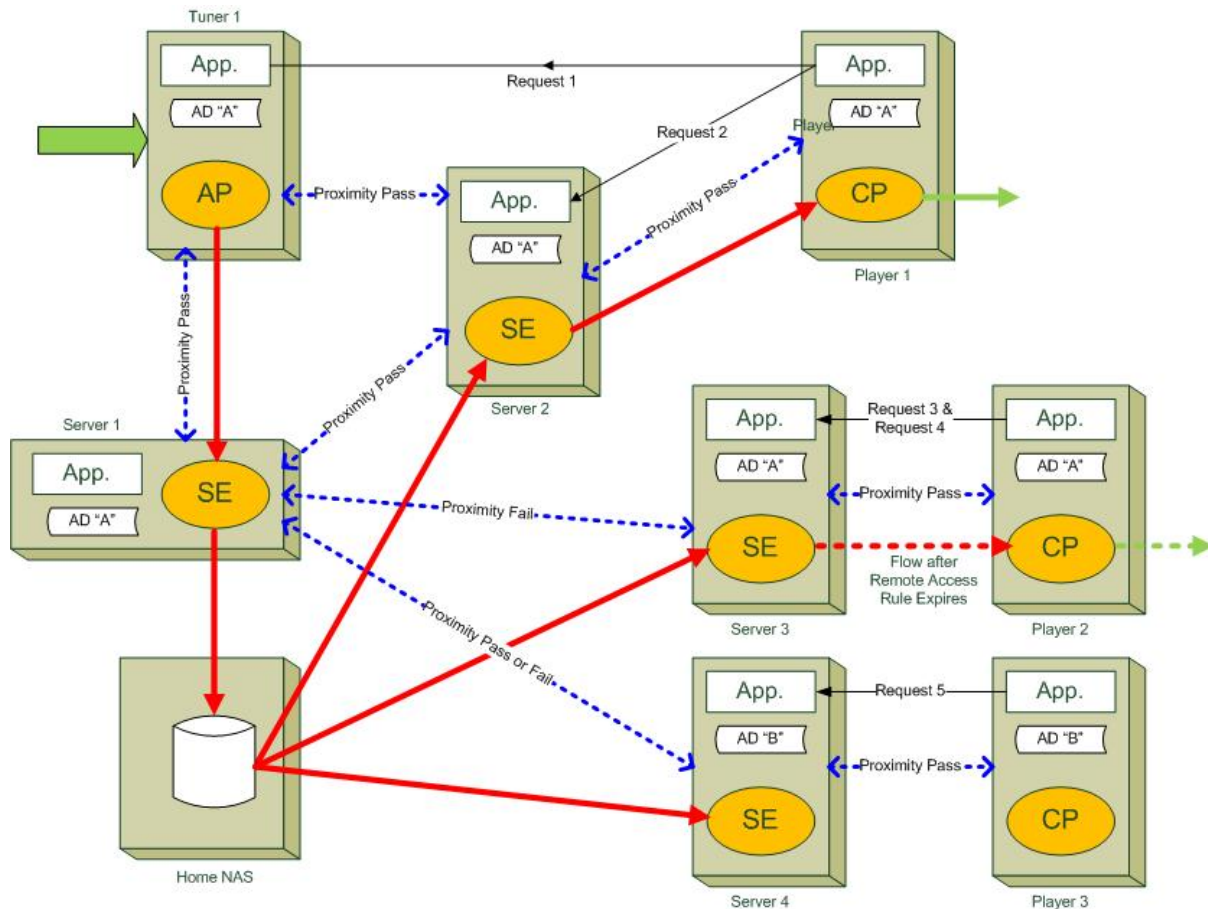 Tuner 1
App.
AD "A"
AP
Request 1
App.
Player
AD "A"
CP
Player 1
Request 2
Proximity Pass
App.
AD "A"
SE
Server 2
Proximity Pass
Proximity Pass
Proximity Pass
Server 1
App.
AD "A"
SE
Proximity Fail
Proximity Pass or Fail
App.
AD "A"
SE
Server 3
Request 3 &
Request 4
Proximity Pass
Flow after
Remote Access
Rule Expires
App.
AD "A"
CP
Player 2
Home NAS
App.
AD "B"
SE
Server 4
Request 5
Proximity Pass
App.
AD "B"
CP
Player 3